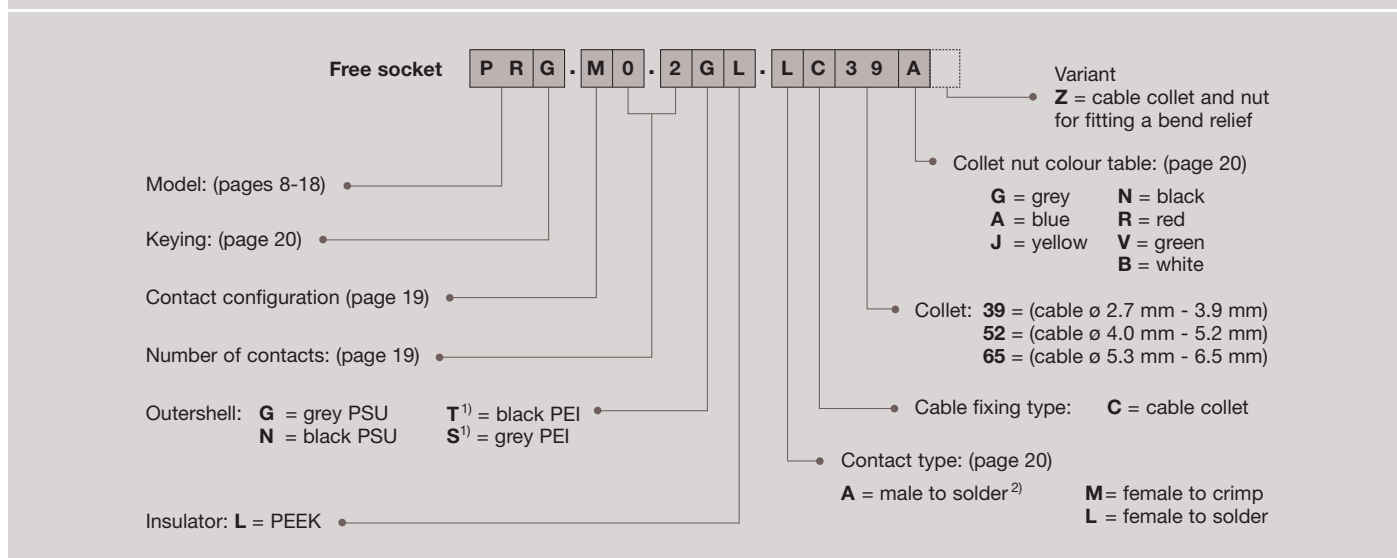 Free socket P R G . M 0 . 2 G L . L C 3 9 A
Variant
Z = cable collet and nut
for fitting a bend relief
Collet nut colour table: (page 20)
G = grey N = black
A = blue R = red
J = yellow V = green
B = white
Model: (pages 8-18)
Keying: (page 20)
Contact configuration (page 19)
Collet: 39 = (cable ø 2.7 mm - 3.9 mm)
52 = (cable ø 4.0 mm - 5.2 mm)
65 = (cable ø 5.3 mm - 6.5 mm)
Number of contacts: (page 19)
Outershell: G = grey PSU T1) = black PEI
N = black PSU S1) = grey PEI
Cable fixing type: C = cable collet
Contact type: (page 20)
A = male to solder2) M= female to crimp
L = female to solder
Insulator: L = PEEK